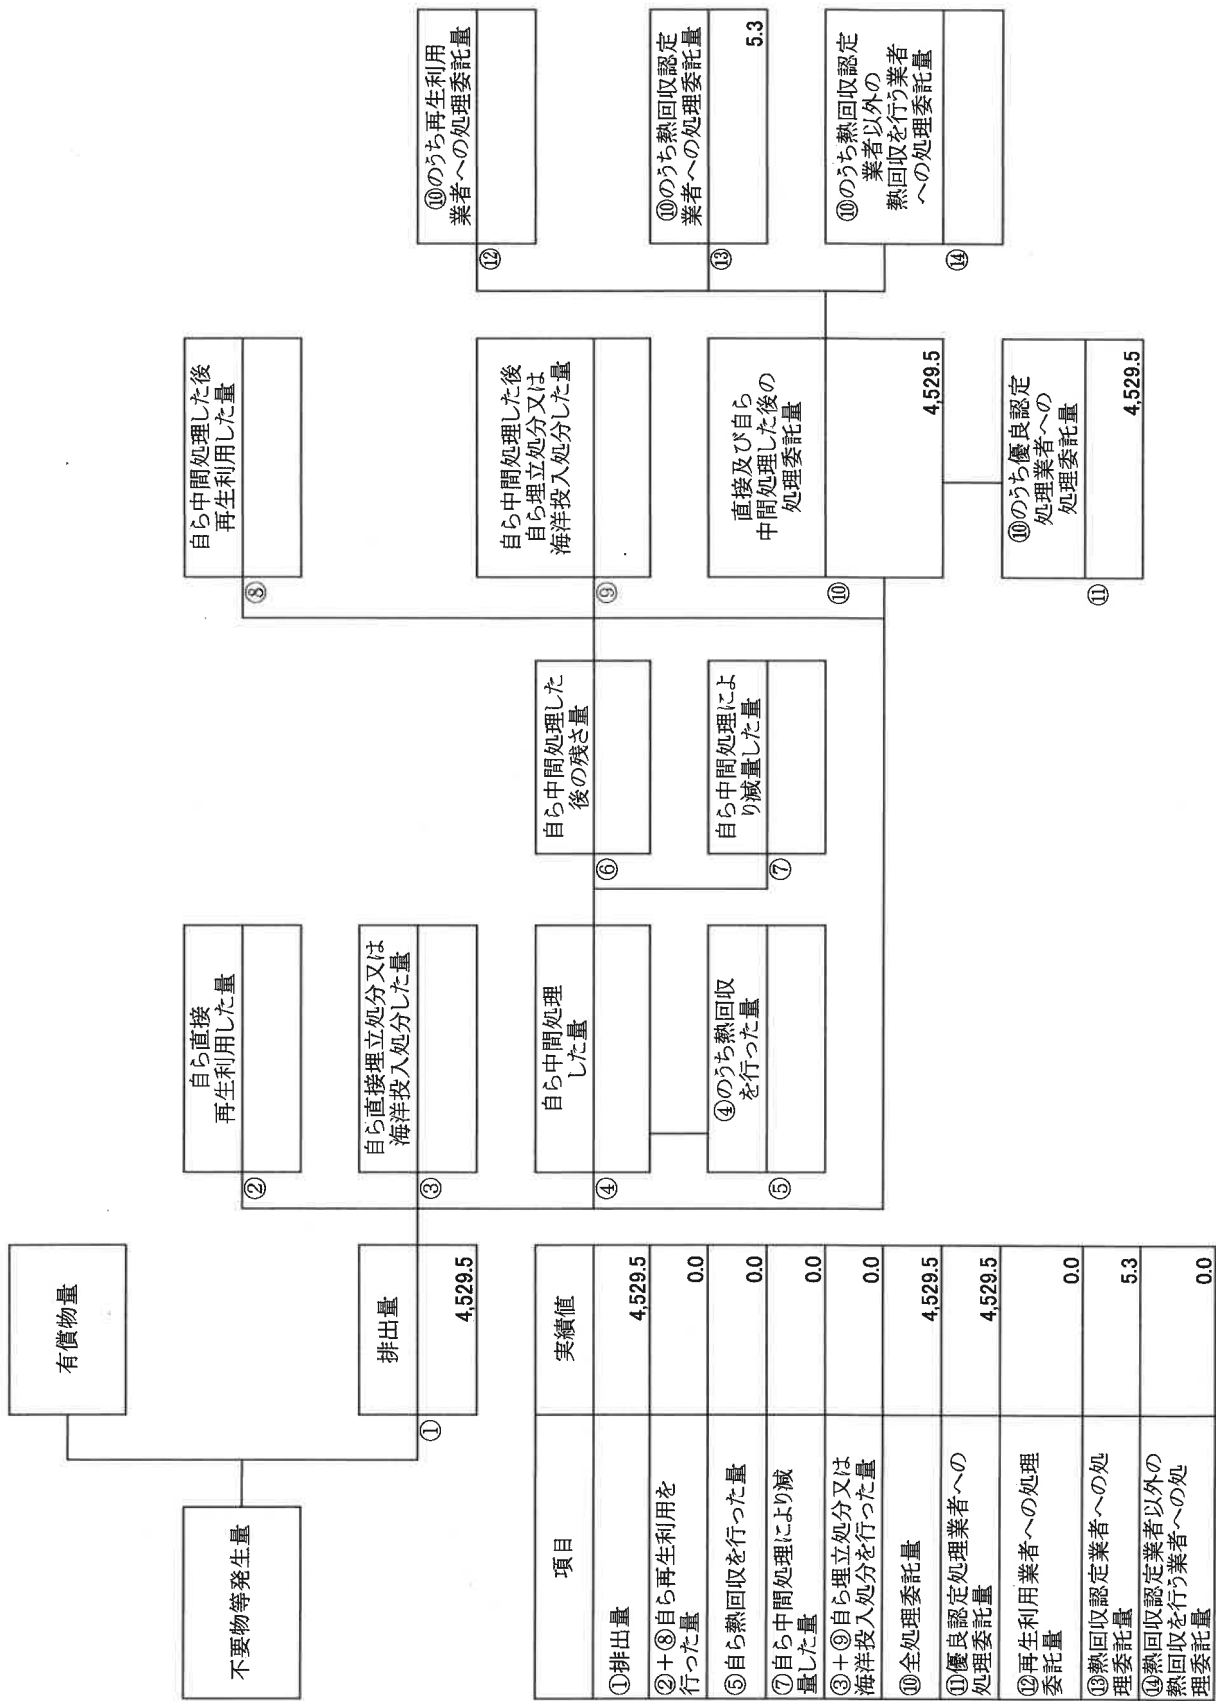 有償物量
不要物等発生量
排出量
①
4,529.5
自ら直接
再生利用した量
②
自ら直接埋立処分又は
海洋投入処分した量
③
自ら中間処理
した量
④
④のうち熱回収
を行った量
⑤
自ら中間処理した
後の残さ量
⑥
自ら中間処理によ
り減量した量
⑦
自ら中間処理した後
再生利用した量
⑧
自ら中間処理した後
自ら埋立処分又は
海洋投入処分した量
⑨
直接及び自ら
中間処理した後の
処理委託量
⑩
4,529.5
⑩のうち優良認定
処理業者への
処理委託量
⑪
4,529.5
⑩のうち再生利用
業者への処理委託量
⑫
⑩のうち熱回収認定
業者への処理委託量
⑬
5.3
⑩のうち熱回収認定
業者以外の
熱回収を行う業者
への処理委託量
⑭
項目 実績値
①排出量 4,529.5
②+⑧自ら再生利用を
行った量 0.0
⑤自ら熱回収を行った量 0.0
⑦自ら中間処理により減
量した量 0.0
③+⑨自ら埋立処分又は
海洋投入処分を行った量 0.0
⑩全処理委託量 4,529.5
⑪優良認定処理業者への
処理委託量 4,529.5
⑫再生利用業者への処理
委託量 0.0
⑬熱回収認定業者への処
理委託量 5.3
⑭熱回収認定業者以外の
熱回収を行う業者への処
理委託量 0.0